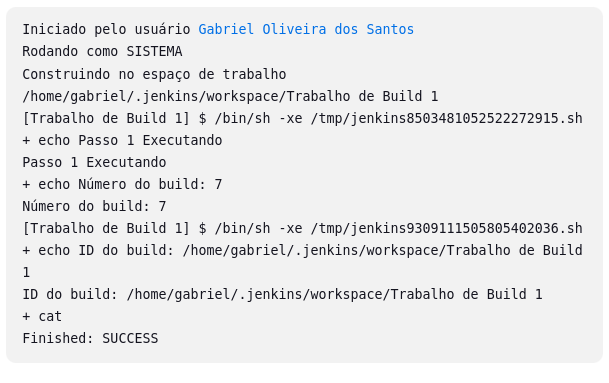 Iniciado pelo usuário Gabriel Oliveira dos Santos
Rodando como SISTEMA
Construindo no espaço de trabalho
/home/gabriel/.jenkins/workspace/Trabalho de Build 1
[Trabalho de Build 1] $ /bin/sh -xe /tmp/jenkins8503481052522272915.sh
+ echo Passo 1 Executando
Passo 1 Executando
+ echo Número do build: 7
Número do build: 7
[Trabalho de Build 1] $ /bin/sh -xe /tmp/jenkins9309111505805402036.sh
+ echo ID do build: /home/gabriel/.jenkins/workspace/Trabalho de Build
1
ID do build: /home/gabriel/.jenkins/workspace/Trabalho de Build 1
+ cat
Finished: SUCCESS